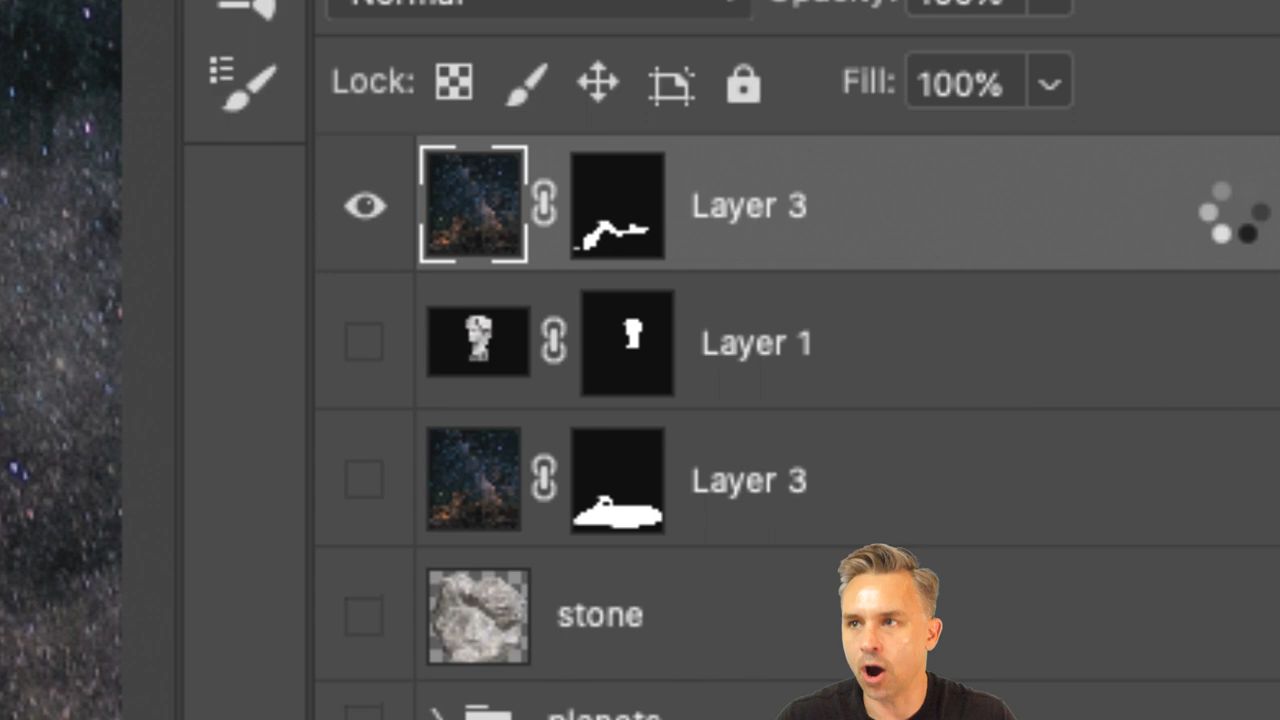 Normal Opacity: 100%
Lock: Fill: 100%
Layer 3
Layer 1
Layer 3
stone
planets